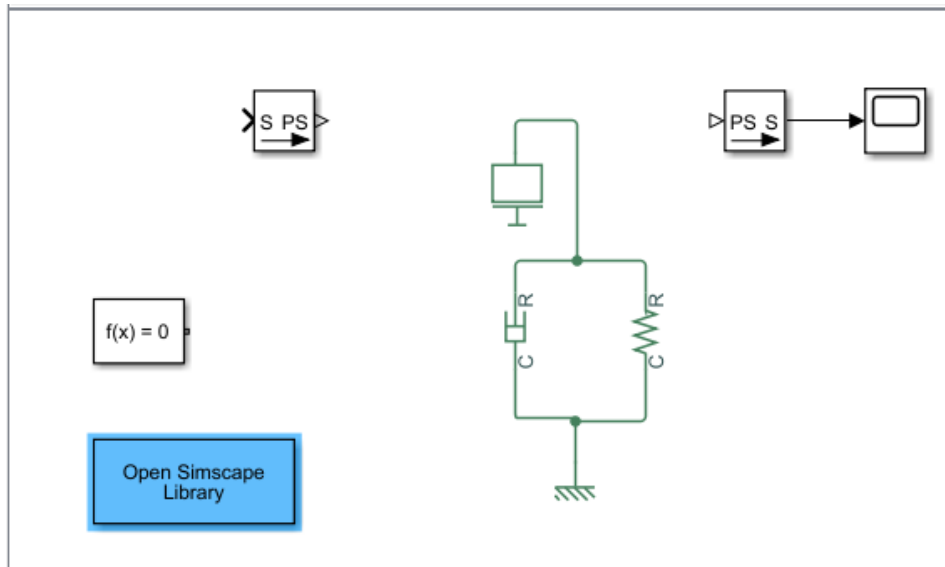 S PS
PS S
R
R
C
C
f(x) = 0
Open Simscape
Library